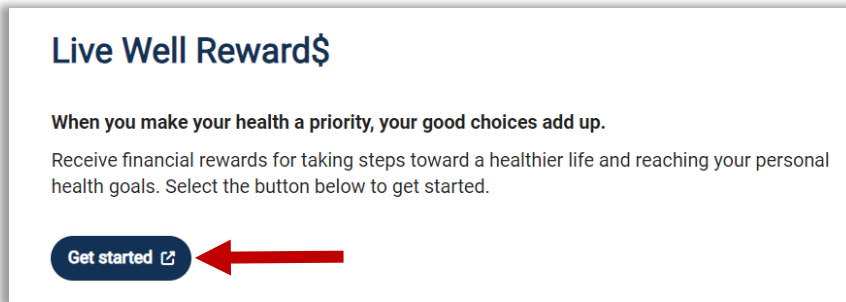 Live Well Reward$
When you make your health a priority, your good choices add up.
Receive financial rewards for taking steps toward a healthier life and reaching your personal
health goals. Select the button below to get started.
Get started